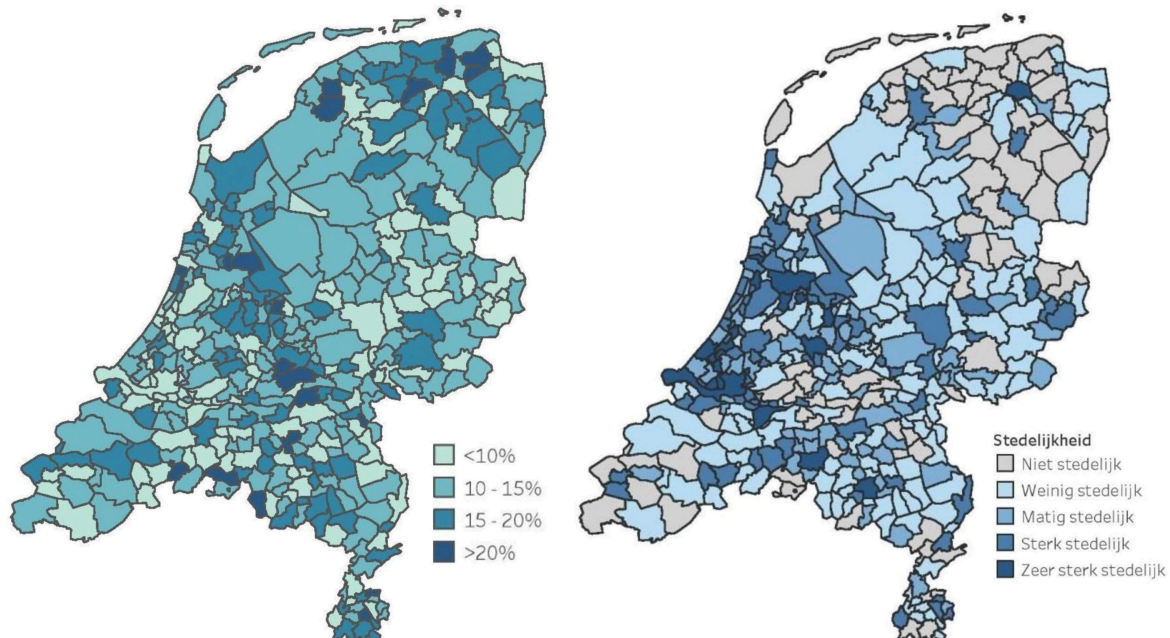 <10%
10 - 15%
15 - 20%
>20%
Stedelijkheid
Niet stedelijk
Weinig stedelijk
Matig stedelijk
Sterk stedelijk
Zeer sterk stedelijk